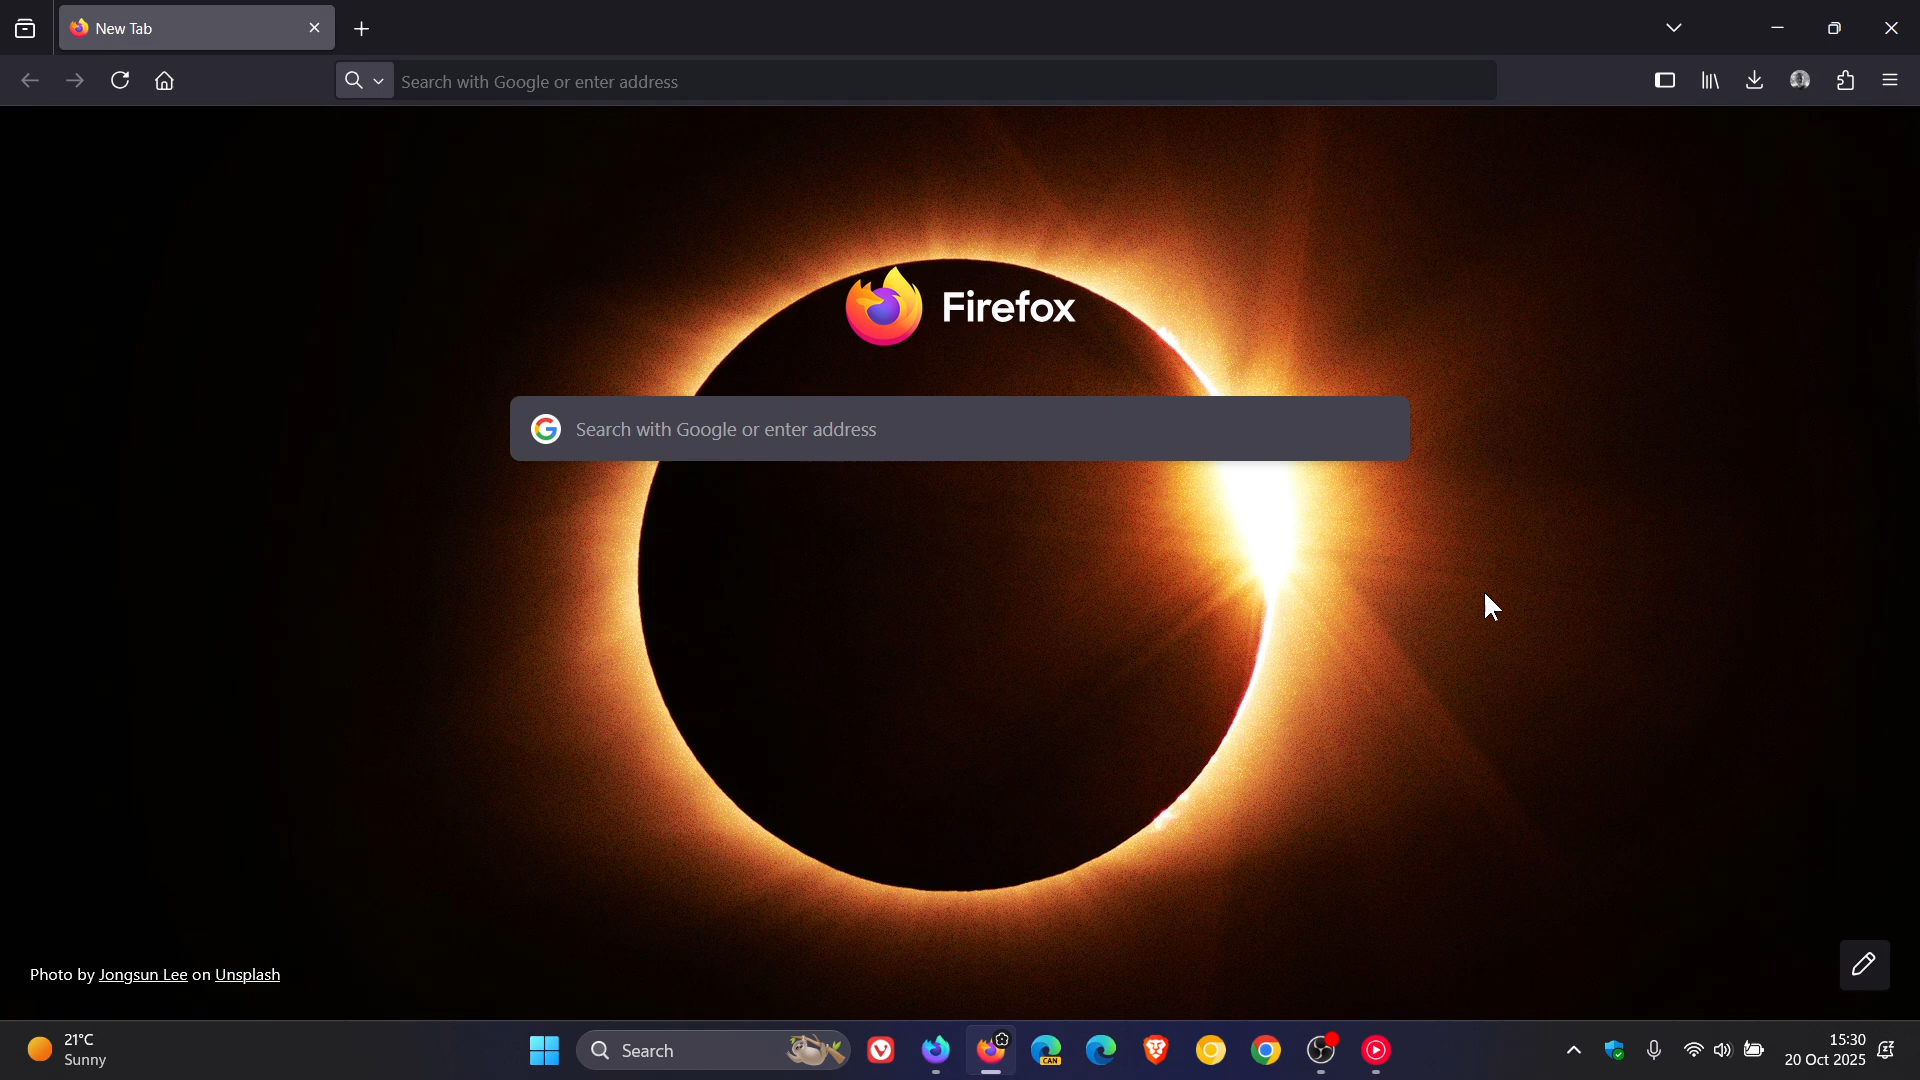 New Tab
Search with Google or enter address
Firefox
Search with Google or enter address
Photo by Jongsun Lee on Unsplash
21°C
Sunny
Search
CAN
15:30
20 Oct 2025